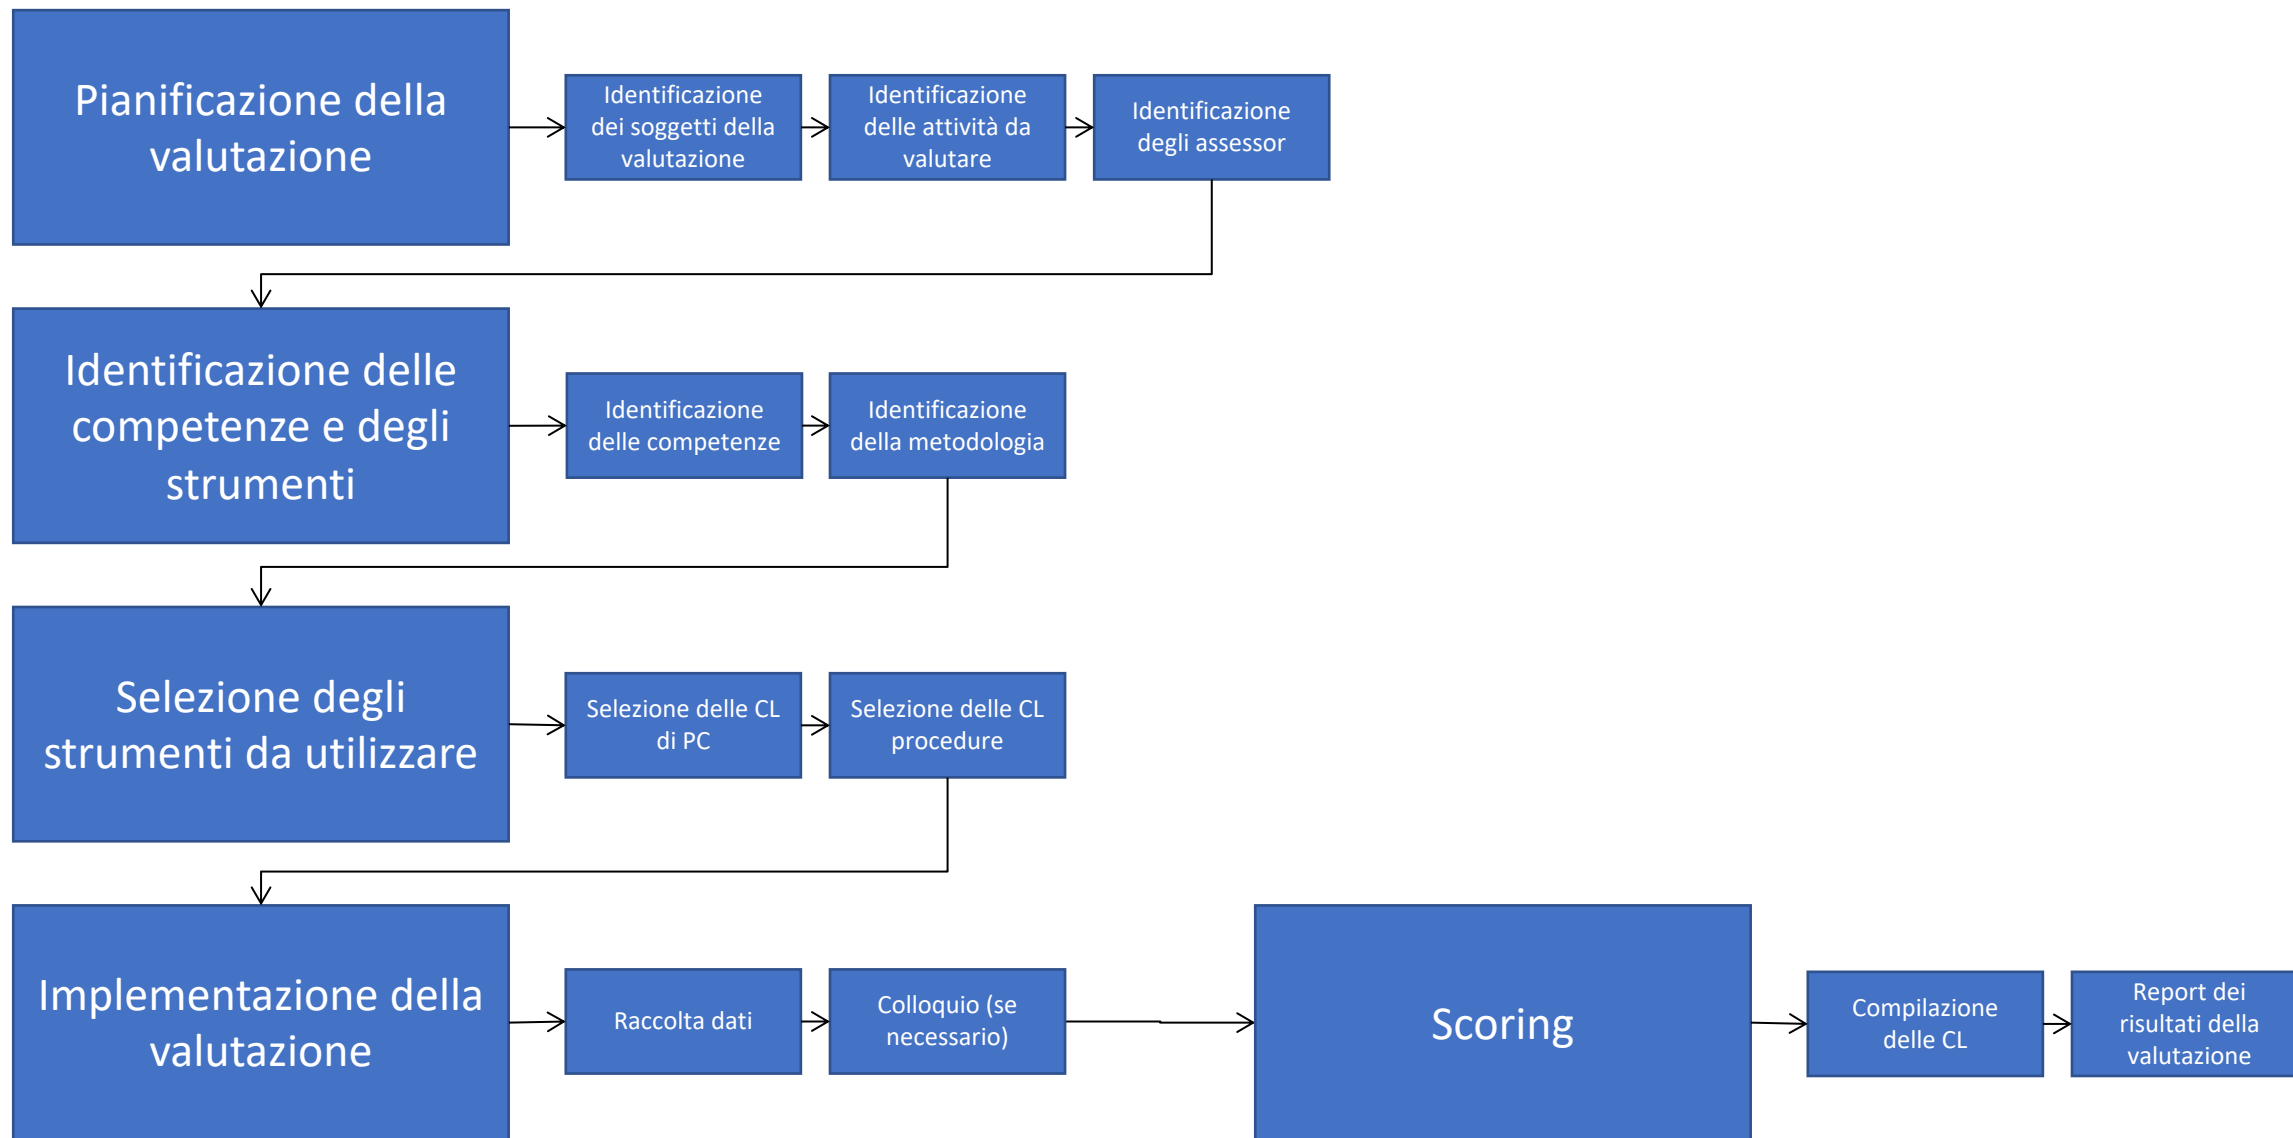 Pianificazione della
valutazione
Identificazione
dei soggetti della
valutazione
Identificazione
delle attività da
valutare
Identificazione
degli assessor
Identificazione delle
competenze e degli
strumenti
Identificazione
delle competenze
Identificazione
della metodologia
Selezione degli
strumenti da utilizzare
Selezione delle CL
di PC
Selezione delle CL
procedure
Implementazione della
valutazione
Raccolta dati
Colloquio (se
necessario)
Scoring
Compilazione
delle CL
Report dei
risultati della
valutazione